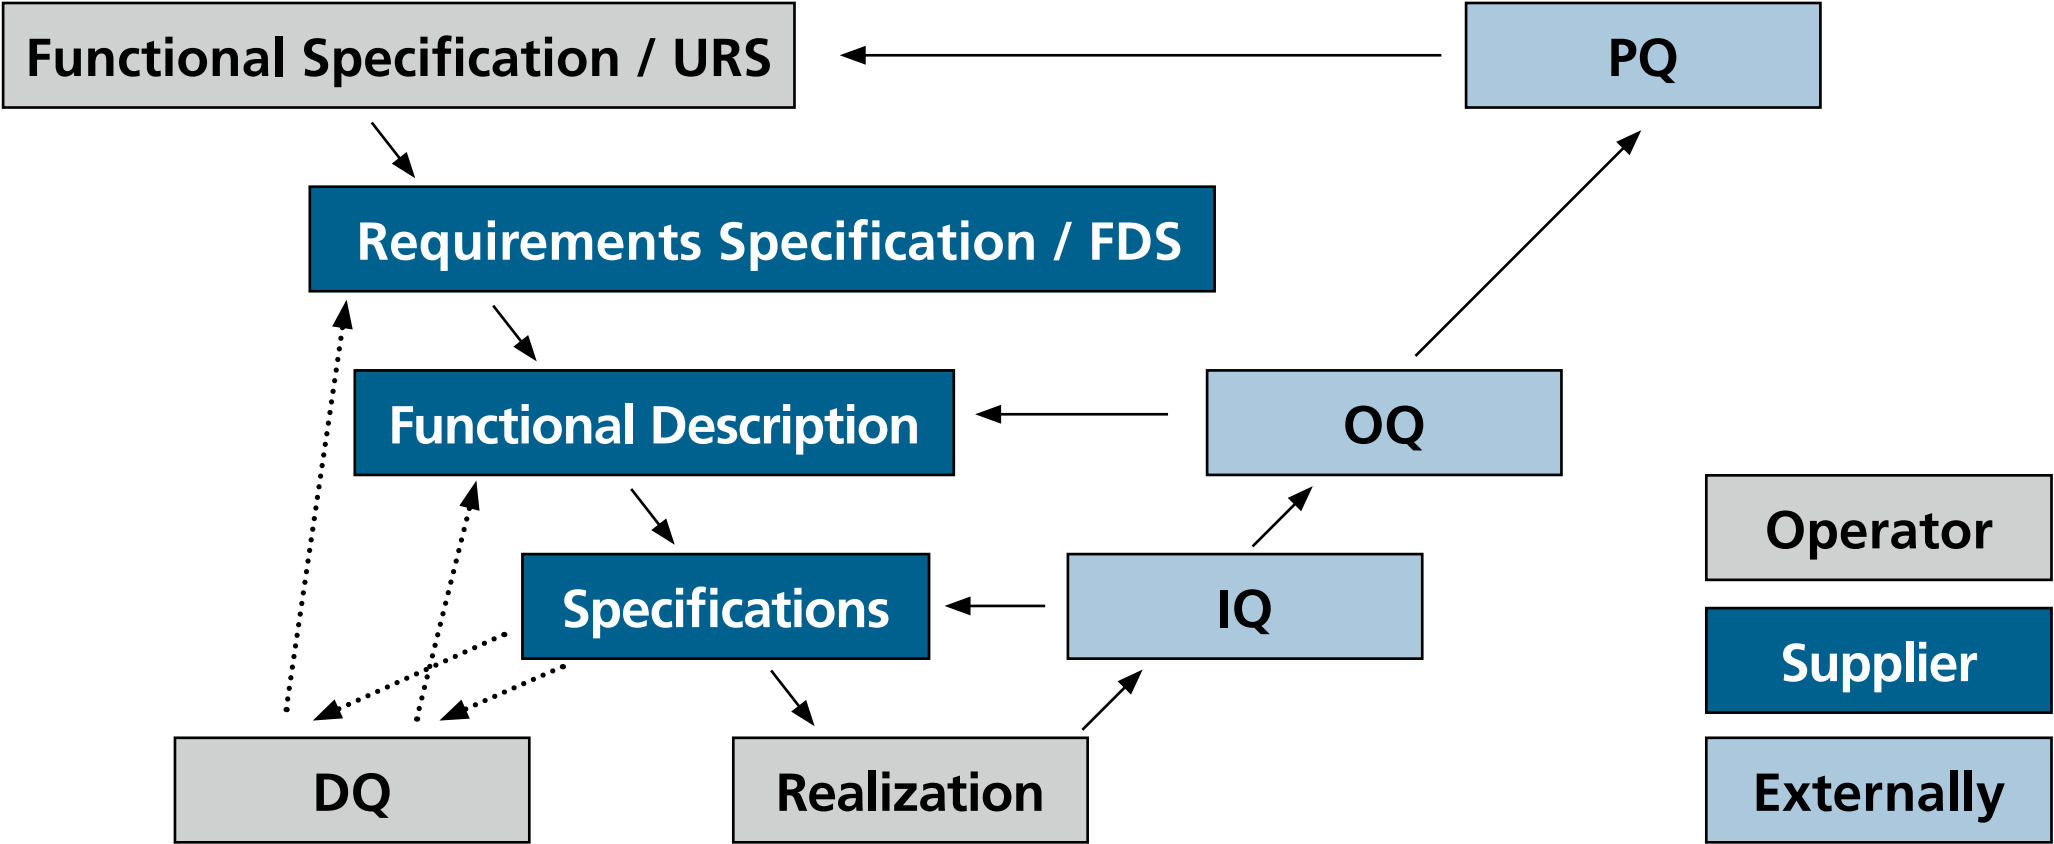 Functional Specification / URS
PQ
Requirements Specification / FDS
Functional Description
OQ
Operator
Specifications
IQ
Supplier
DQ
Realization
Externally